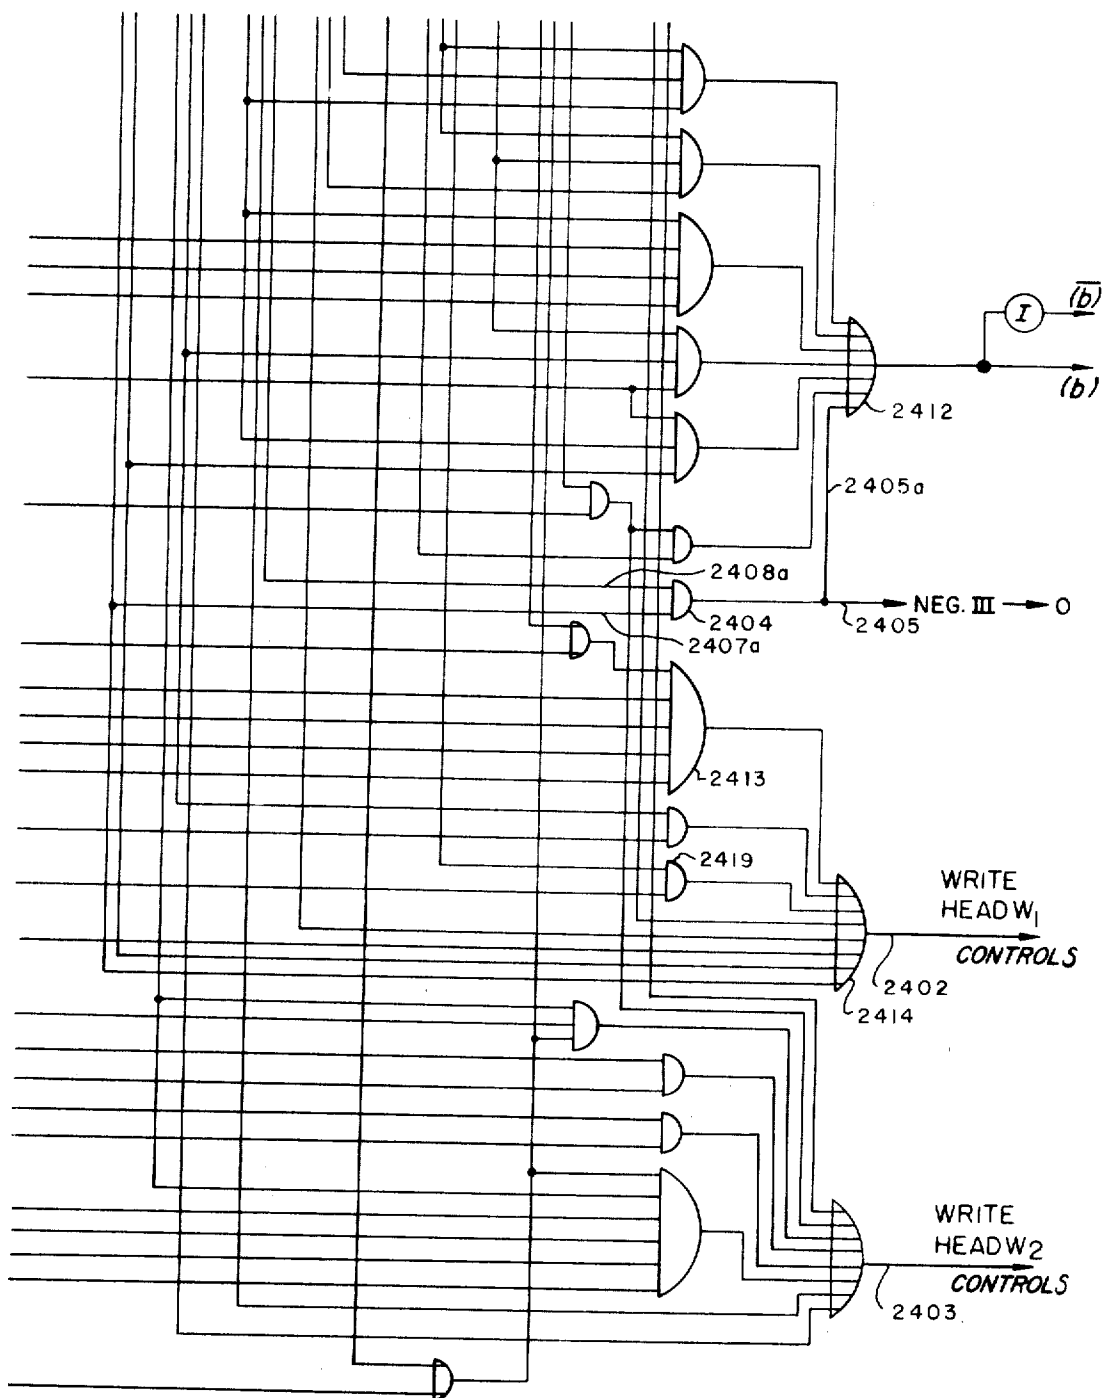 (b̅)
I
(b)
2412
2405a
2408a
NEG. III → O
2404
2405
2407a
2413
2419
WRITE
HEAD W1
CONTROLS
2402
2414
WRITE
HEAD W2
CONTROLS
2403